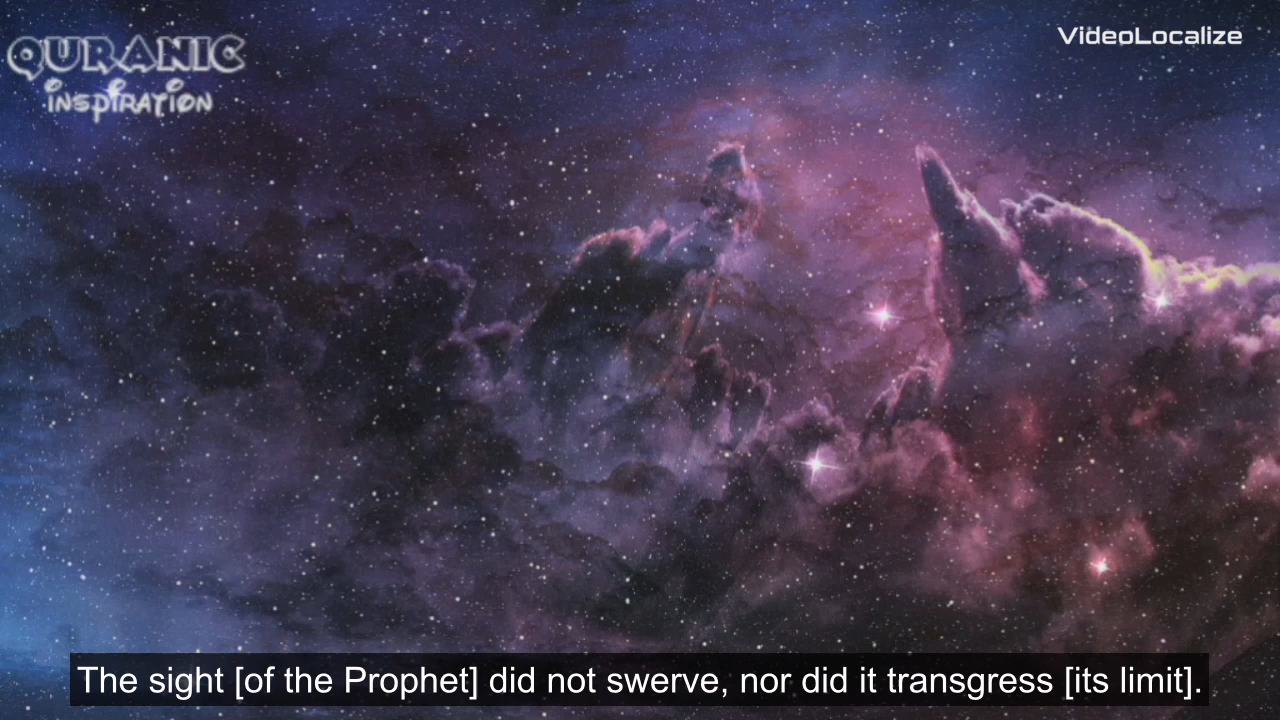 QURANIC
INSPIRATION
VideoLocalize
The sight [of the Prophet] did not swerve, nor did it transgress [its limit].